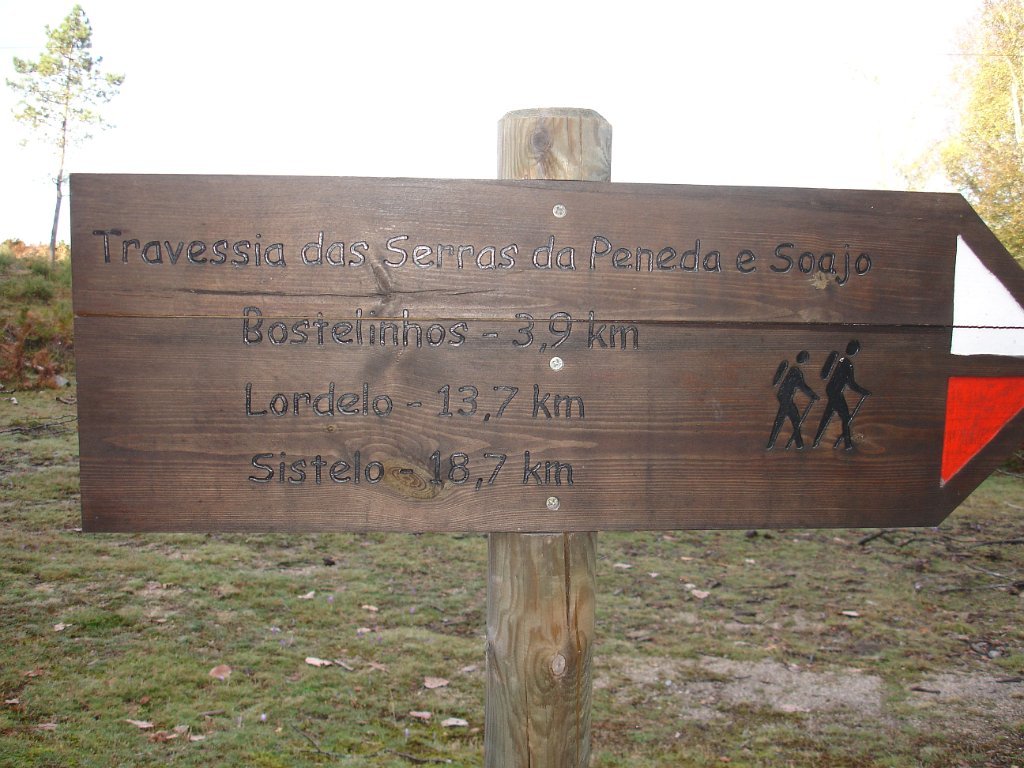 Travessia das Serras da Peneda e Soajo
Bostelinhos - 3,9 km
Lordelo - 13,7 km
Sistelo - 18,7 km